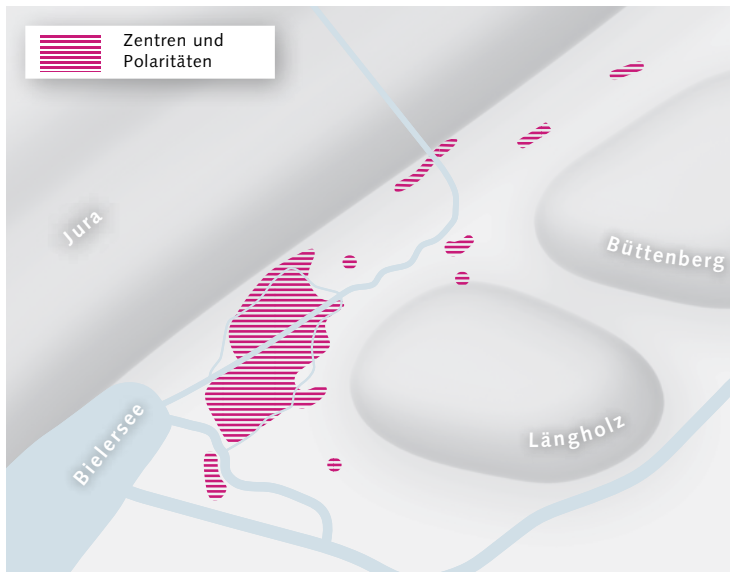 Zentren und
Polaritäten
Jura
Büttenberg
Bielersee
Längholz